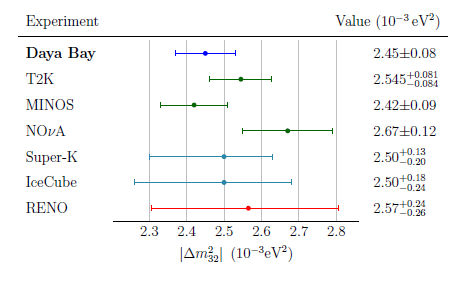 Experiment Value (10⁻³ eV²)
Daya Bay 2.45±0.08
T2K 2.545+0.081−0.084
MINOS 2.42±0.09
NOνA 2.67±0.12
Super-K 2.50+0.13−0.20
IceCube 2.50+0.18−0.24
RENO 2.57+0.24−0.26
2.3 2.4 2.5 2.6 2.7 2.8
|Δm²₃₂| (10⁻³eV²)